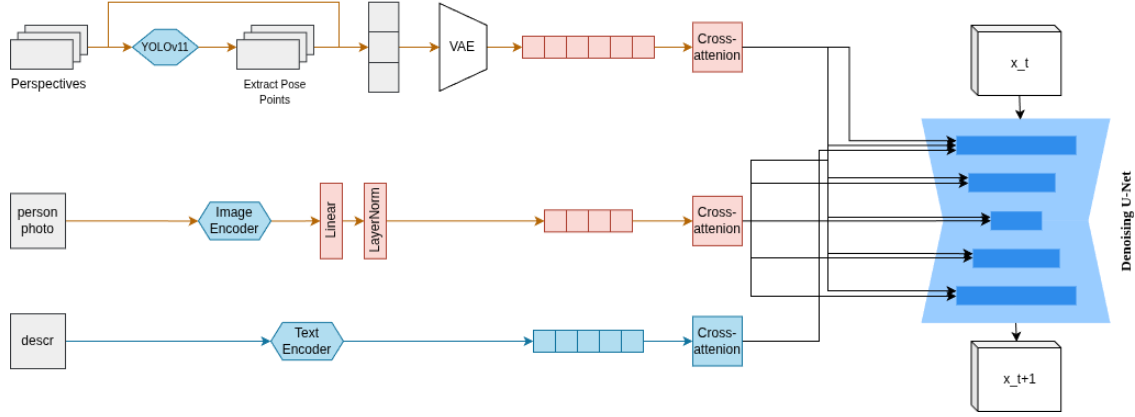 Perspectives
YOLOv11
Extract Pose
Points
VAE
Cross-
attenion
x_t
person
photo
Image
Encoder
Linear
LayerNorm
Cross-
attenion
Denoising U-Net
descr
Text
Encoder
Cross-
attenion
x_t+1